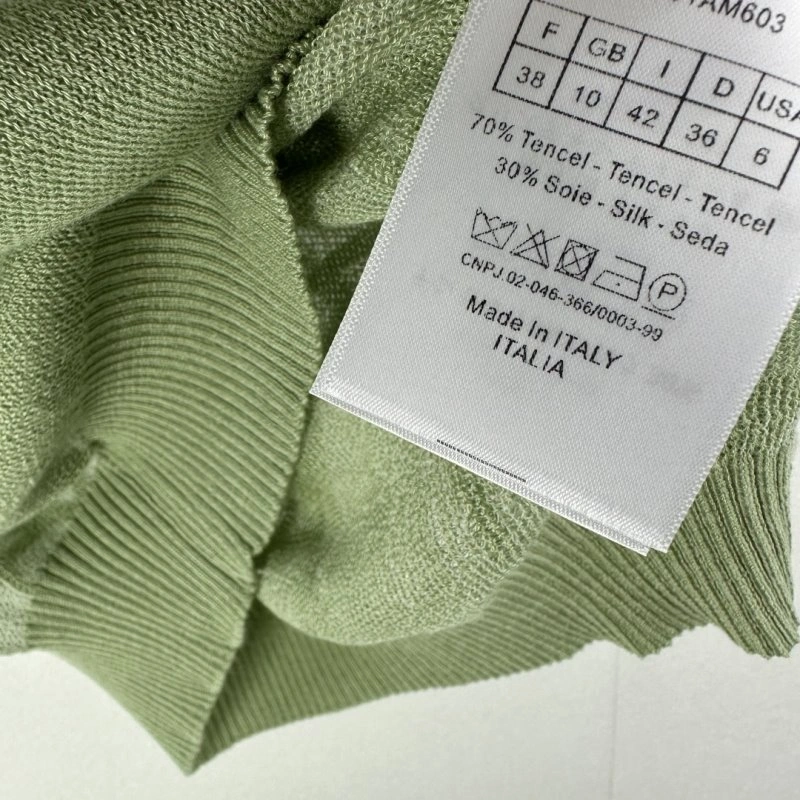 AM603
F GB I D USA
38 10 42 36 6
70% Tencel - Tencel - Tencel
30% Soie - Silk - Seda
P
CNPJ.02-046-366/0003-99
Made In ITALY
ITALIA